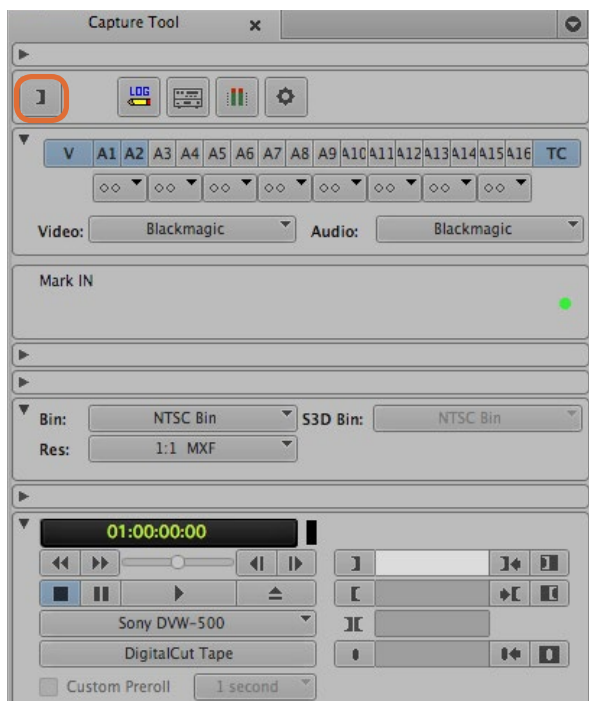 Capture Tool
LOG
V A1 A2 A3 A4 A5 A6 A7 A8 A9 A10 A11 A12 A13 A14 A15 A16 TC
Video: Blackmagic Audio: Blackmagic
Mark IN
Bin: NTSC Bin S3D Bin: NTSC Bin
Res: 1:1 MXF
01:00:00:00
Sony DVW-500
DigitalCut Tape
Custom Preroll 1 second